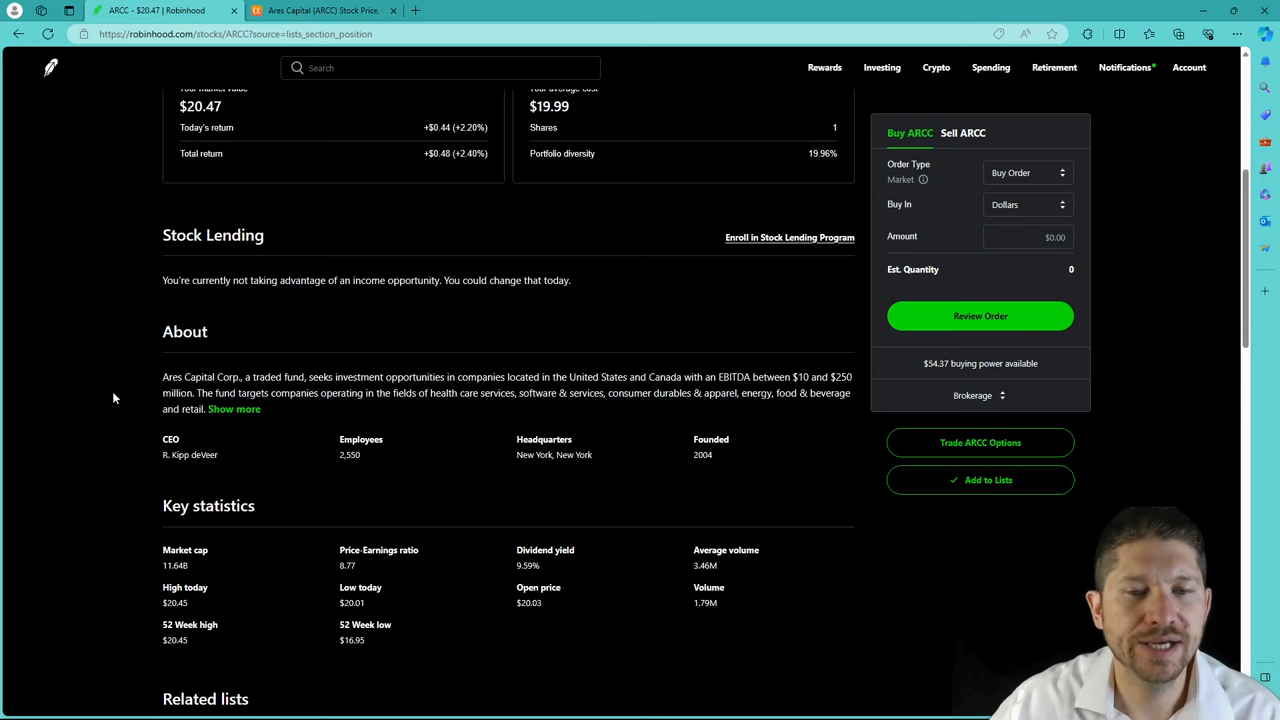 ARCC - $20.47 | Robinhood
Ares Capital (ARCC) Stock Price,
https://robinhood.com/stocks/ARCC?source=lists_section_position
Search
Rewards
Investing
Crypto
Spending
Retirement
Notifications
Account
Your market value
$20.47
Today's return +$0.44 (+2.20%)
Total return +$0.48 (+2.40%)
Your average cost
$19.99
Shares 1
Portfolio diversity 19.96%
Stock Lending
Enroll in Stock Lending Program
You're currently not taking advantage of an income opportunity. You could change that today.
About
Ares Capital Corp., a traded fund, seeks investment opportunities in companies located in the United States and Canada with an EBITDA between $10 and $250
million. The fund targets companies operating in the fields of health care services, software & services, consumer durables & apparel, energy, food & beverage
and retail. Show more
CEO
R. Kipp deVeer
Employees
2,550
Headquarters
New York, New York
Founded
2004
Key statistics
Market cap
11.64B
Price-Earnings ratio
8.77
Dividend yield
9.59%
Average volume
3.46M
High today
$20.45
Low today
$20.01
Open price
$20.03
Volume
1.79M
52 Week high
$20.45
52 Week low
$16.95
Related lists
Buy ARCC
Sell ARCC
Order Type
Market
Buy Order
Buy In
Dollars
Amount
$0.00
Est. Quantity 0
Review Order
$54.37 buying power available
Brokerage
Trade ARCC Options
Add to Lists